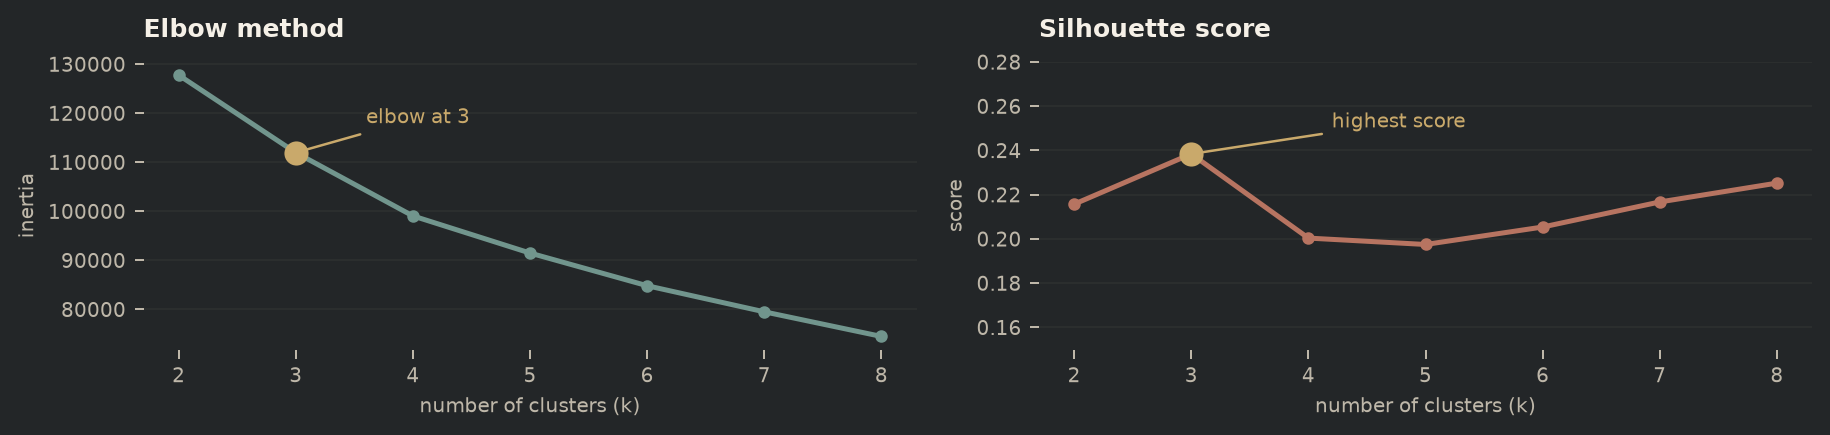 Elbow method
130000
120000
110000
100000
90000
80000
inertia
elbow at 3
2 3 4 5 6 7 8
number of clusters (k)
Silhouette score
0.28
0.26
0.24
0.22
0.20
0.18
0.16
score
highest score
2 3 4 5 6 7 8
number of clusters (k)